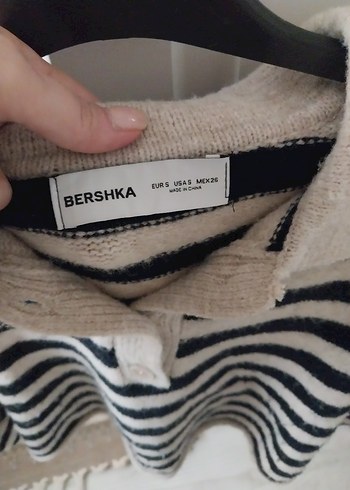 BERSHKA
EUR S USA S MEX 26
MADE IN CHINA